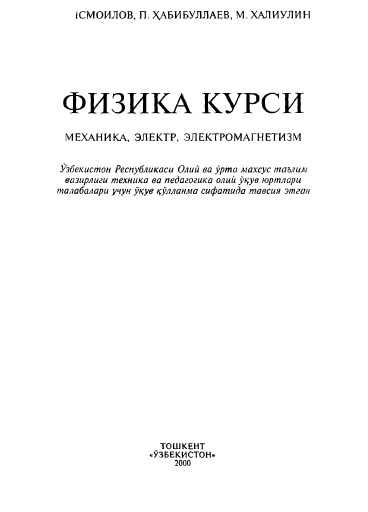 ІСМОИЛОВ, П. ҲАБИБУЛЛАЕВ, М. ХАЛИУЛИН
ФИЗИКА КУРСИ
МЕХАНИКА, ЭЛЕКТР, ЭЛЕКТРОМАГНЕТИЗМ
Ўзбекистон Республикаси Олий ва ўрта махсус таълим
вазирлиги техника ва педагогика олий ўқув юртлари
талабалари учун ўқув қўлланма сифатида тавсия этган
ТОШКЕНТ
«ЎЗБЕКИСТОН»
2000